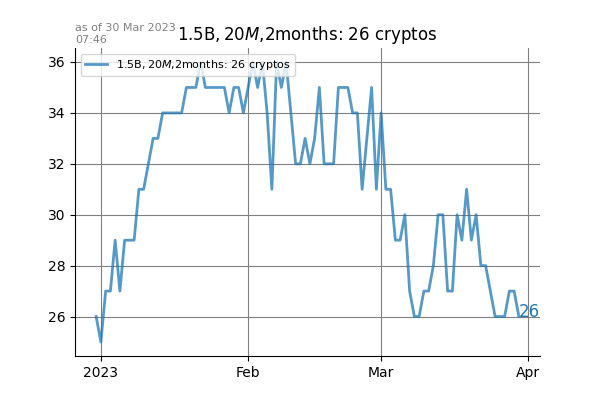 as of 30 Mar 2023
07:46
1.5B, 20M,2months: 26 cryptos
1.5B, 20M,2months: 26 cryptos
36
34
32
30
28
26
26
2023
Feb
Mar
Apr